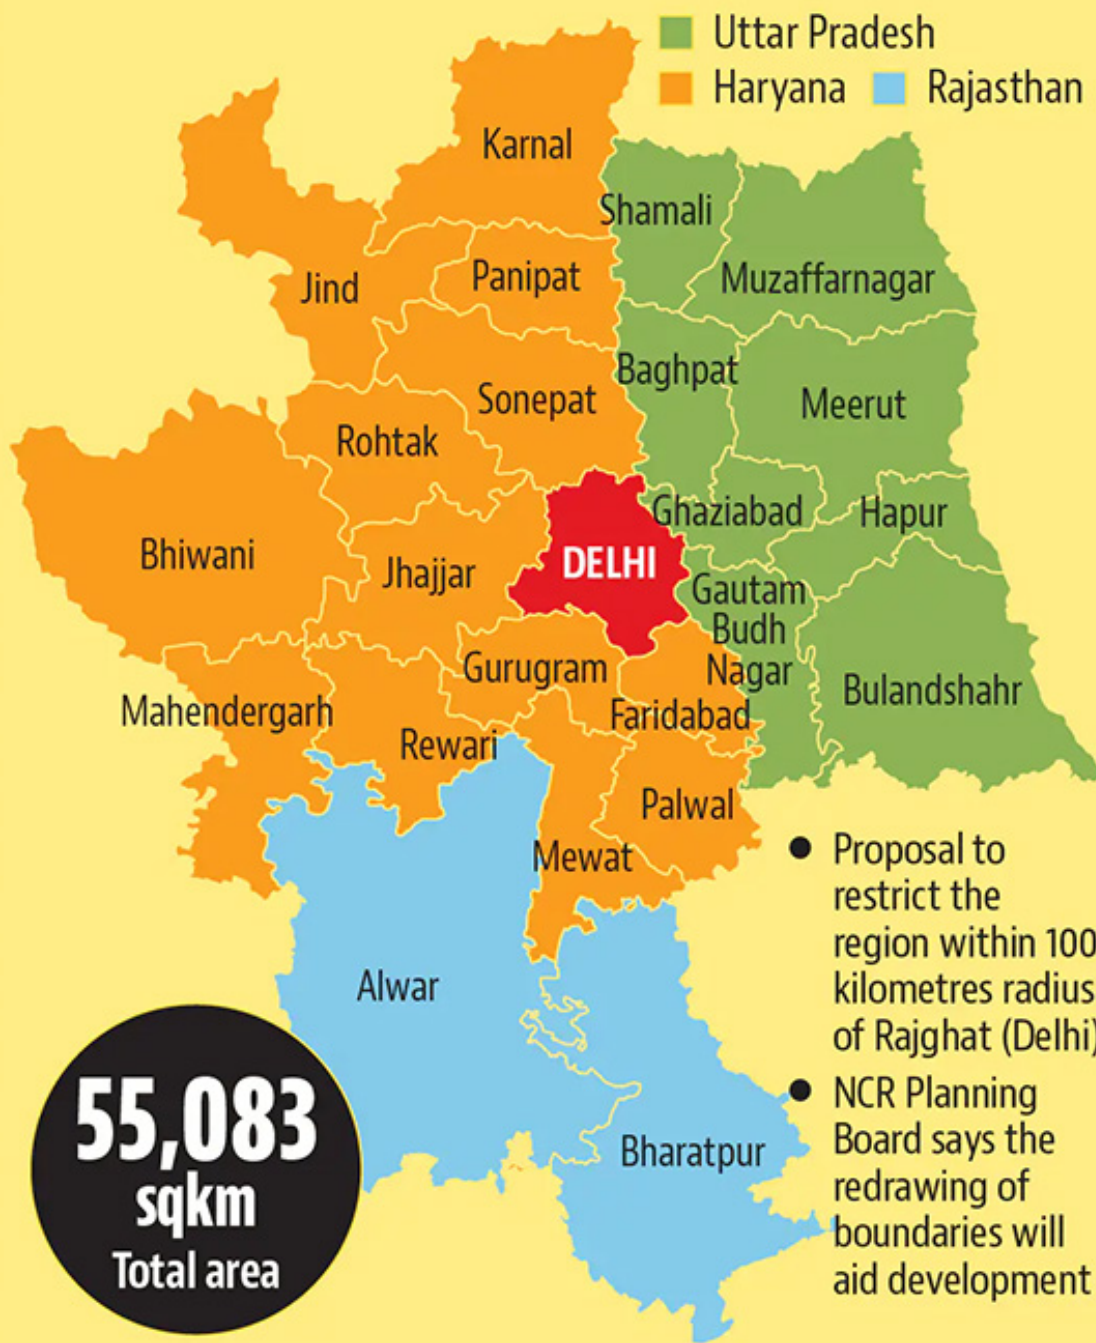 Uttar Pradesh
Haryana
Rajasthan
Karnal
Shamali
Muzaffarnagar
Jind
Panipat
Baghpat
Sonepat
Meerut
Rohtak
Ghaziabad
Hapur
Bhiwani
Jhajjar
DELHI
Gautam
Budh
Nagar
Gurugram
Bulandshahr
Mahendergarh
Faridabad
Rewari
Palwal
Mewat
Alwar
Bharatpur
● Proposal to
restrict the
region within 100
kilometres radius
of Rajghat (Delhi)
● NCR Planning
Board says the
redrawing of
boundaries will
aid development
55,083
sqkm
Total area